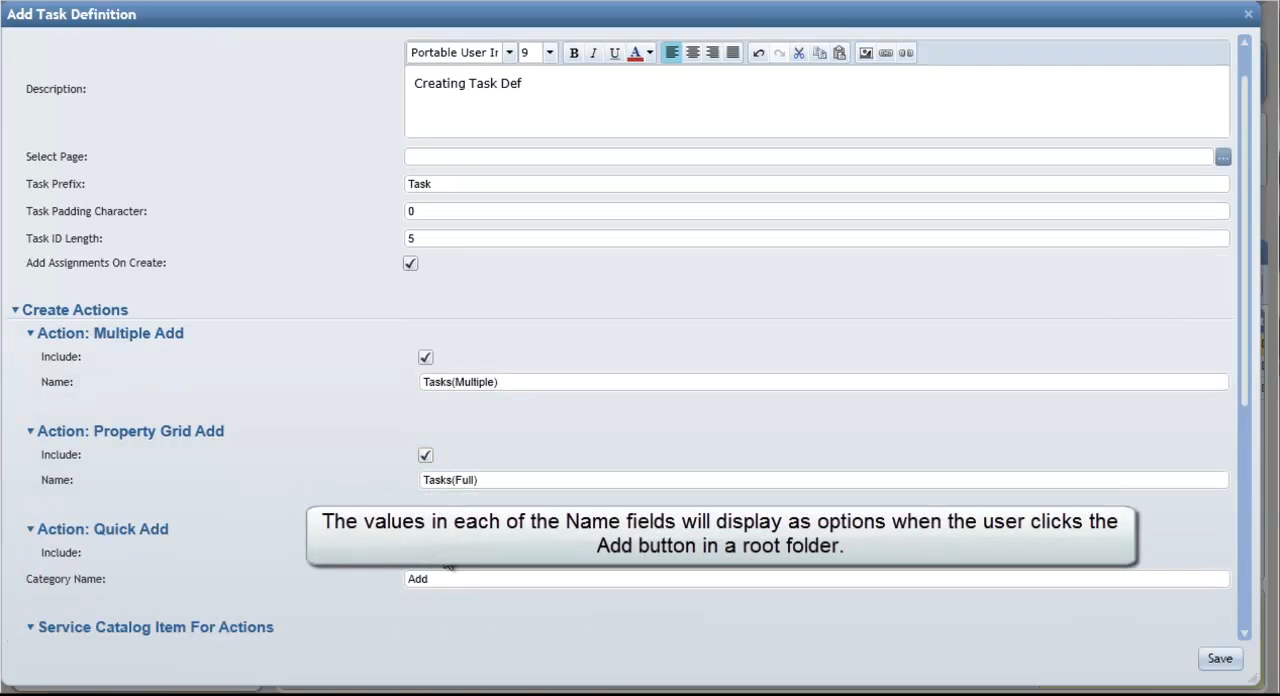 Add Task Definition
Portable User Ir 9 B I U A
Description:
Creating Task Def
Select Page:
...
Task Prefix:
Task
Task Padding Character:
0
Task ID Length:
5
Add Assignments On Create:
Create Actions
Action: Multiple Add
Include:
Name:
Tasks(Multiple)
Action: Property Grid Add
Include:
Name:
Tasks(Full)
Action: Quick Add
The values in each of the Name fields will display as options when the user clicks the
Add button in a root folder.
Include:
Category Name:
Add
Service Catalog Item For Actions
Save